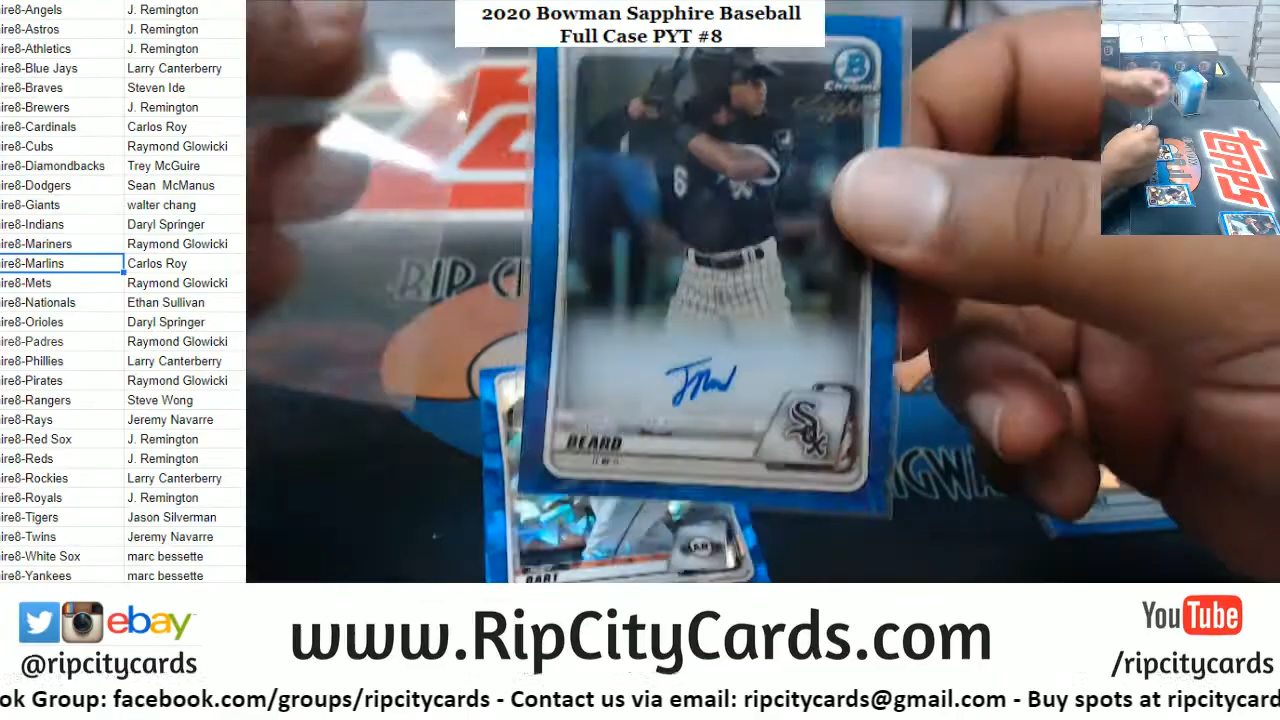 2020 Bowman Sapphire Baseball
Full Case PYT #8
ire8-Angels J. Remington
ire8-Astros J. Remington
ire8-Athletics J. Remington
ire8-Blue Jays Larry Canterberry
ire8-Braves Steven Ide
ire8-Brewers J. Remington
ire8-Cardinals Carlos Roy
ire8-Cubs Raymond Glowicki
ire8-Diamondbacks Trey McGuire
ire8-Dodgers Sean McManus
ire8-Giants walter chang
ire8-Indians Daryl Springer
ire8-Mariners Raymond Glowicki
ire8-Marlins Carlos Roy
ire8-Mets Raymond Glowicki
ire8-Nationals Ethan Sullivan
ire8-Orioles Daryl Springer
ire8-Padres Raymond Glowicki
ire8-Phillies Larry Canterberry
ire8-Pirates Raymond Glowicki
ire8-Rangers Steve Wong
ire8-Rays Jeremy Navarre
ire8-Red Sox J. Remington
ire8-Reds J. Remington
ire8-Rockies Larry Canterberry
ire8-Royals J. Remington
ire8-Tigers Jason Silverman
ire8-Twins Jeremy Navarre
ire8-White Sox marc bessette
ire8-Yankees marc bessette
B
Chrome
6
Sox
BEARD
RIP CI
INGWA
BART
topps
ebay
@ripcitycards
www.RipCityCards.com
YouTube
/ripcitycards
ok Group: facebook.com/groups/ripcitycards - Contact us via email: ripcitycards@gmail.com - Buy spots at ripcitycard